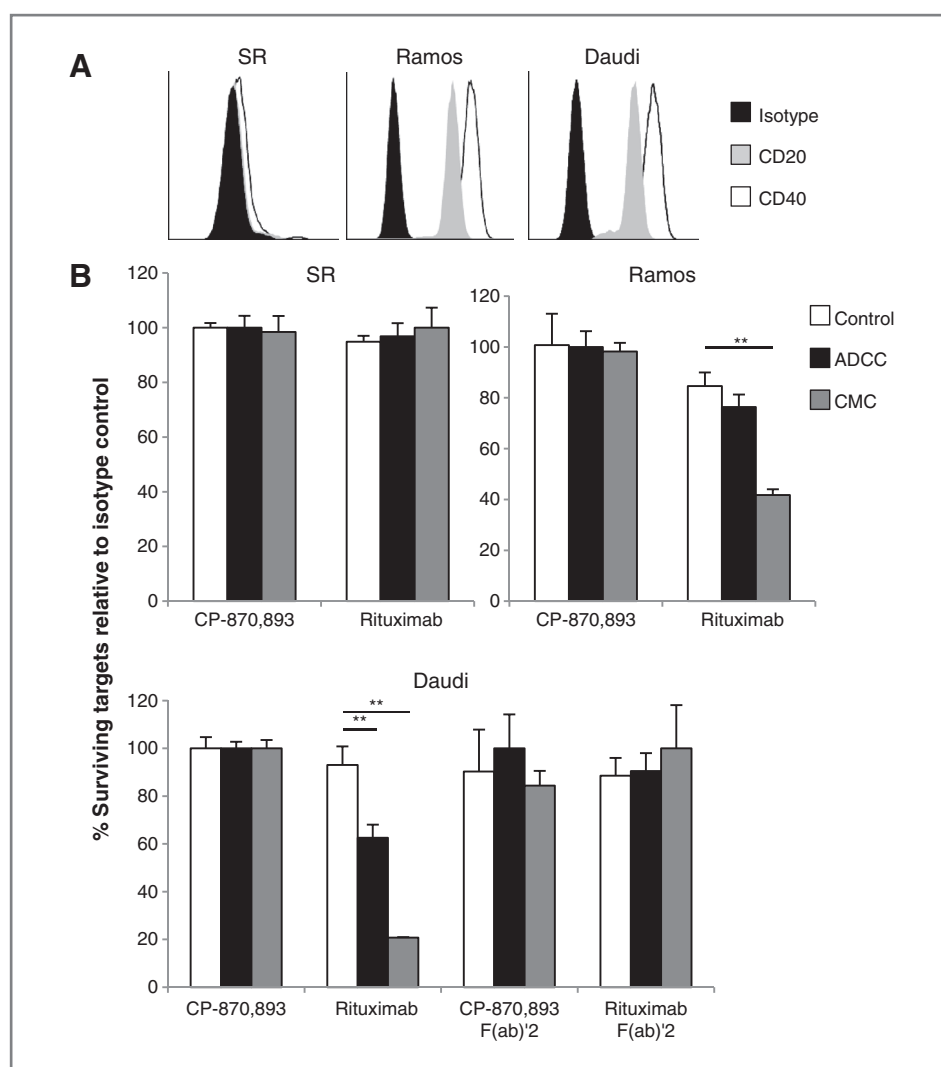 A
SR
Ramos
Daudi
Isotype
CD20
CD40
B
% Surviving targets relative to isotype control
SR
120
100
80
60
40
20
0
CP-870,893
Rituximab
Ramos
120
100
80
60
40
20
0
**
CP-870,893
Rituximab
Control
ADCC
CMC
Daudi
120
100
80
60
40
20
0
**
**
CP-870,893
Rituximab
CP-870,893
F(ab)'2
Rituximab
F(ab)'2